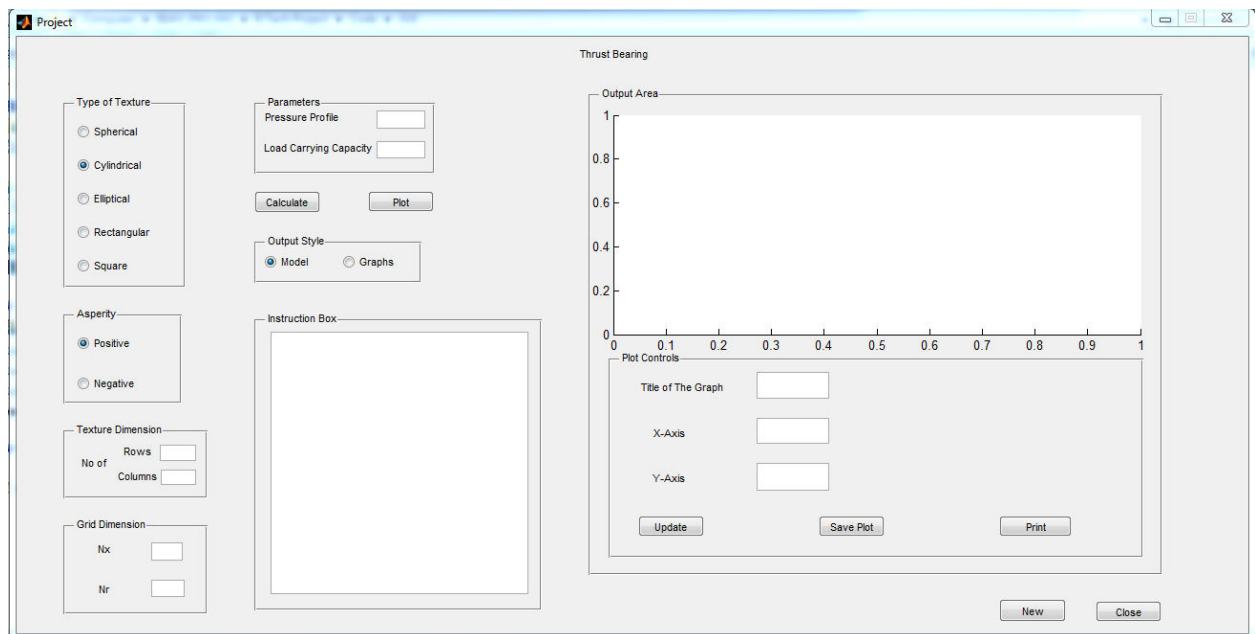 Project
Thrust Bearing
Type of Texture
Spherical
Cylindrical
Elliptical
Rectangular
Square
Asperity
Positive
Negative
Texture Dimension
No of
Rows
Columns
Grid Dimension
Nx
Nr
Parameters
Pressure Profile
Load Carrying Capacity
Calculate
Plot
Output Style
Model
Graphs
Instruction Box
Output Area
1
0.8
0.6
0.4
0.2
0
0 0.1 0.2 0.3 0.4 0.5 0.6 0.7 0.8 0.9 1
Plot Controls
Title of The Graph
X-Axis
Y-Axis
Update
Save Plot
Print
New
Close